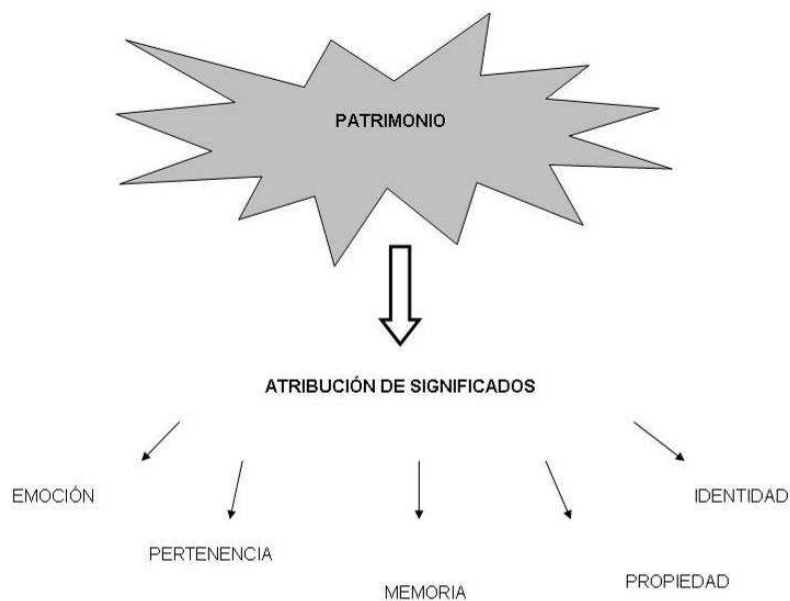 PATRIMONIO
ATRIBUCIÓN DE SIGNIFICADOS
EMOCIÓN
IDENTIDAD
PERTENENCIA
PROPIEDAD
MEMORIA